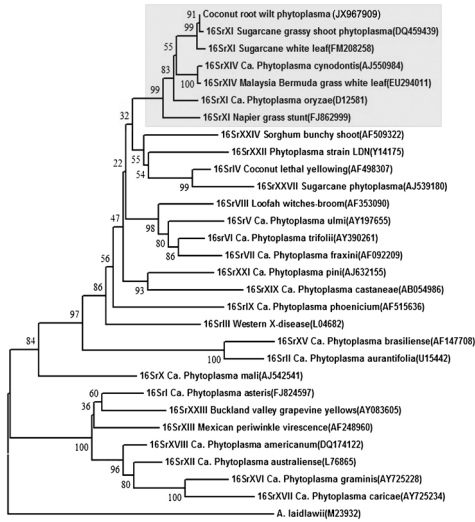 91 Coconut root wilt phytoplasma (JX967909)
99 16SrXI Sugarcane grassy shoot phytoplasma(DQ459439)
55 16SrXI Sugarcane white leaf(FM208258)
16SrXIV Ca. Phytoplasma cynodontis(AJ550984)
83 100 16SrXIV Malaysia Bermuda grass white leaf(EU294011)
99 16SrXI Ca. Phytoplasma oryzae(D12581)
16SrXI Napier grass stunt(FJ862999)
32 16SrXXIV Sorghum bunchy shoot(AF509322)
55 16SrXXII Phytoplasma strain LDN(Y14175)
22 54 16SrIV Coconut lethal yellowing(AF498307)
99 16SrXXVII Sugarcane phytoplasma(AJ539180)
16SrVIII Loofah witches-broom(AF353090)
47 98 16SrV Ca. Phytoplasma ulmi(AY197655)
80 16srVI Ca. Phytoplasma trifolii(AY390261)
86 16SrVII Ca. Phytoplasma fraxini(AF092209)
56 16SrXXI Ca. Phytoplasma pini(AJ632155)
93 16SrXIX Ca. Phytoplasma castaneae(AB054986)
86 16SrIX Ca. Phytoplasma phoenicium(AF515636)
97 16SrIII Western X-disease(L04682)
16SrXV Ca. Phytoplasma brasiliense(AF147708)
84 100 16SrII Ca. Phytoplasma aurantifolia(U15442)
16SrX Ca. Phytoplasma mali(AJ542541)
60 16SrI Ca. Phytoplasma asteris(FJ824597)
36 16SrXXIII Buckland valley grapevine yellows(AY083605)
16SrXIII Mexican periwinkle virescence(AF248960)
100 16SrXVIII Ca. Phytoplasma americanum(DQ174122)
96 16SrXII Ca. Phytoplasma australiense(L76865)
80 16SrXVI Ca. Phytoplasma graminis(AY725228)
100 16SrXVII Ca. Phytoplasma caricae(AY725234)
A. laidlawii(M23932)